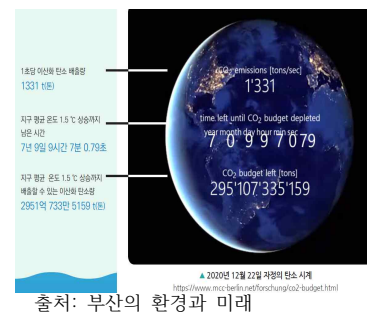 1초당 이산화 탄소 배출량
1331 t(톤)
지구 평균 온도 1.5 ℃ 상승까지
남은 시간
7년 9일 9시간 7분 0.79초
지구 평균 온도 1.5 ℃ 상승까지
배출할 수 있는 이산화 탄소량
2951억 733만 5159 t(톤)
CO₂ emissions [tons/sec]
1'331
time left until CO₂ budget depleted
year month day hour min sec
7 0 9 9 7 0 79
CO₂ budget left [tons]
295'107'335'159
▲ 2020년 12월 22일 자정의 탄소 시계
https://www.mcc-berlin.net/forschung/co2-budget.html
출처: 부산의 환경과 미래